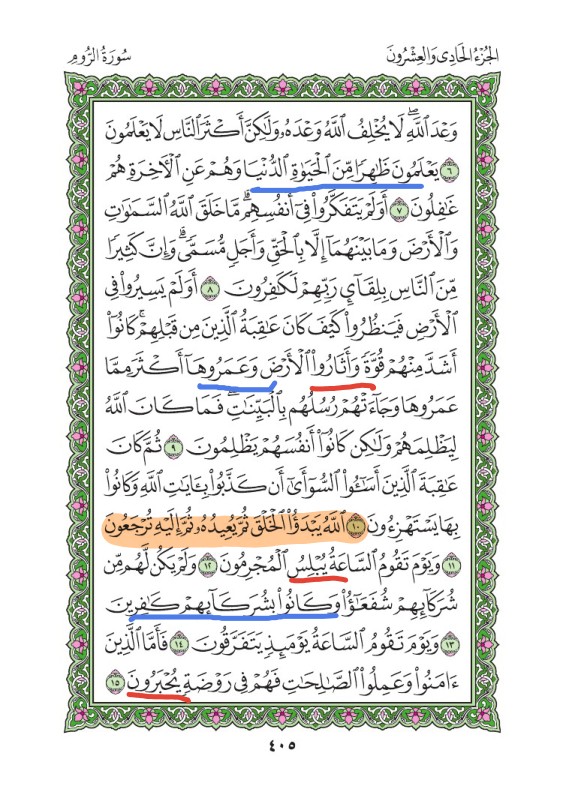 سُورَةُ الرُّومِ
الجُزْءُ الحَادِي وَالعِشْرُونَ
وَعْدَ ٱللَّهِۖ لَا يُخْلِفُ ٱللَّهُ وَعْدَهُۥ وَلَٰكِنَّ أَكْثَرَ ٱلنَّاسِ لَا يَعْلَمُونَ
٦ يَعْلَمُونَ ظَٰهِرًا مِّنَ ٱلْحَيَوٰةِ ٱلدُّنْيَا وَهُمْ عَنِ ٱلْءَاخِرَةِ هُمْ
غَٰفِلُونَ ٧ أَوَلَمْ يَتَفَكَّرُوا۟ فِىٓ أَنفُسِهِمۗ مَّا خَلَقَ ٱللَّهُ ٱلسَّمَٰوَٰتِ
وَٱلْأَرْضَ وَمَا بَيْنَهُمَآ إِلَّا بِٱلْحَقِّ وَأَجَلٍ مُّسَمًّىۗ وَإِنَّ كَثِيرًا
مِّنَ ٱلنَّاسِ بِلِقَآئِ رَبِّهِمْ لَكَٰفِرُونَ ٨ أَوَلَمْ يَسِيرُوا۟ فِى
ٱلْأَرْضِ فَيَنظُرُوا۟ كَيْفَ كَانَ عَٰقِبَةُ ٱلَّذِينَ مِن قَبْلِهِمْۚ كَانُوٓا۟
أَشَدَّ مِنْهُمْ قُوَّةً وَأَثَارُوا۟ ٱلْأَرْضَ وَعَمَرُوهَآ أَكْثَرَ مِمَّا
عَمَرُوهَا وَجَآءَتْهُمْ رُسُلُهُم بِٱلْبَيِّنَٰتِۖ فَمَا كَانَ ٱللَّهُ
لِيَظْلِمَهُمْ وَلَٰكِن كَانُوٓا۟ أَنفُسَهُمْ يَظْلِمُونَ ٩ ثُمَّ كَانَ
عَٰقِبَةَ ٱلَّذِينَ أَسَٰٓـُٔوا۟ ٱلسُّوٓأَىٰٓ أَن كَذَّبُوا۟ بِـَٔايَٰتِ ٱللَّهِ وَكَانُوا۟
بِهَا يَسْتَهْزِءُونَ ١٠ ٱللَّهُ يَبْدَؤُا۟ ٱلْخَلْقَ ثُمَّ يُعِيدُهُۥ ثُمَّ إِلَيْهِ تُرْجَعُونَ
١١ وَيَوْمَ تَقُومُ ٱلسَّاعَةُ يُبْلِسُ ٱلْمُجْرِمُونَ ١٢ وَلَمْ يَكُن لَّهُم مِّن
شُرَكَآئِهِمْ شُفَعَٰٓؤُا۟ وَكَانُوا۟ بِشُرَكَآئِهِمْ كَٰفِرِينَ
١٣ وَيَوْمَ تَقُومُ ٱلسَّاعَةُ يَوْمَئِذٍ يَتَفَرَّقُونَ ١٤ فَأَمَّا ٱلَّذِينَ
ءَامَنُوا۟ وَعَمِلُوا۟ ٱلصَّٰلِحَٰتِ فَهُمْ فِى رَوْضَةٍ يُحْبَرُونَ ١٥
٤٠٥